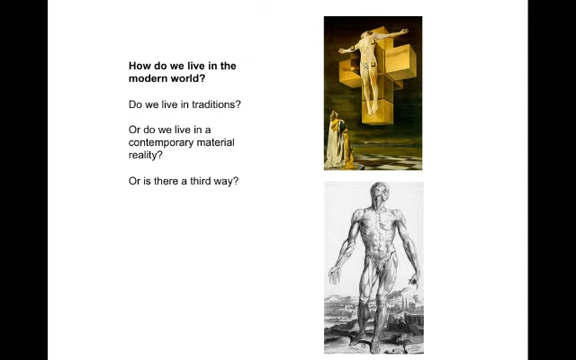 How do we live in the
modern world?
Do we live in traditions?
Or do we live in a
contemporary material
reality?
Or is there a third way?